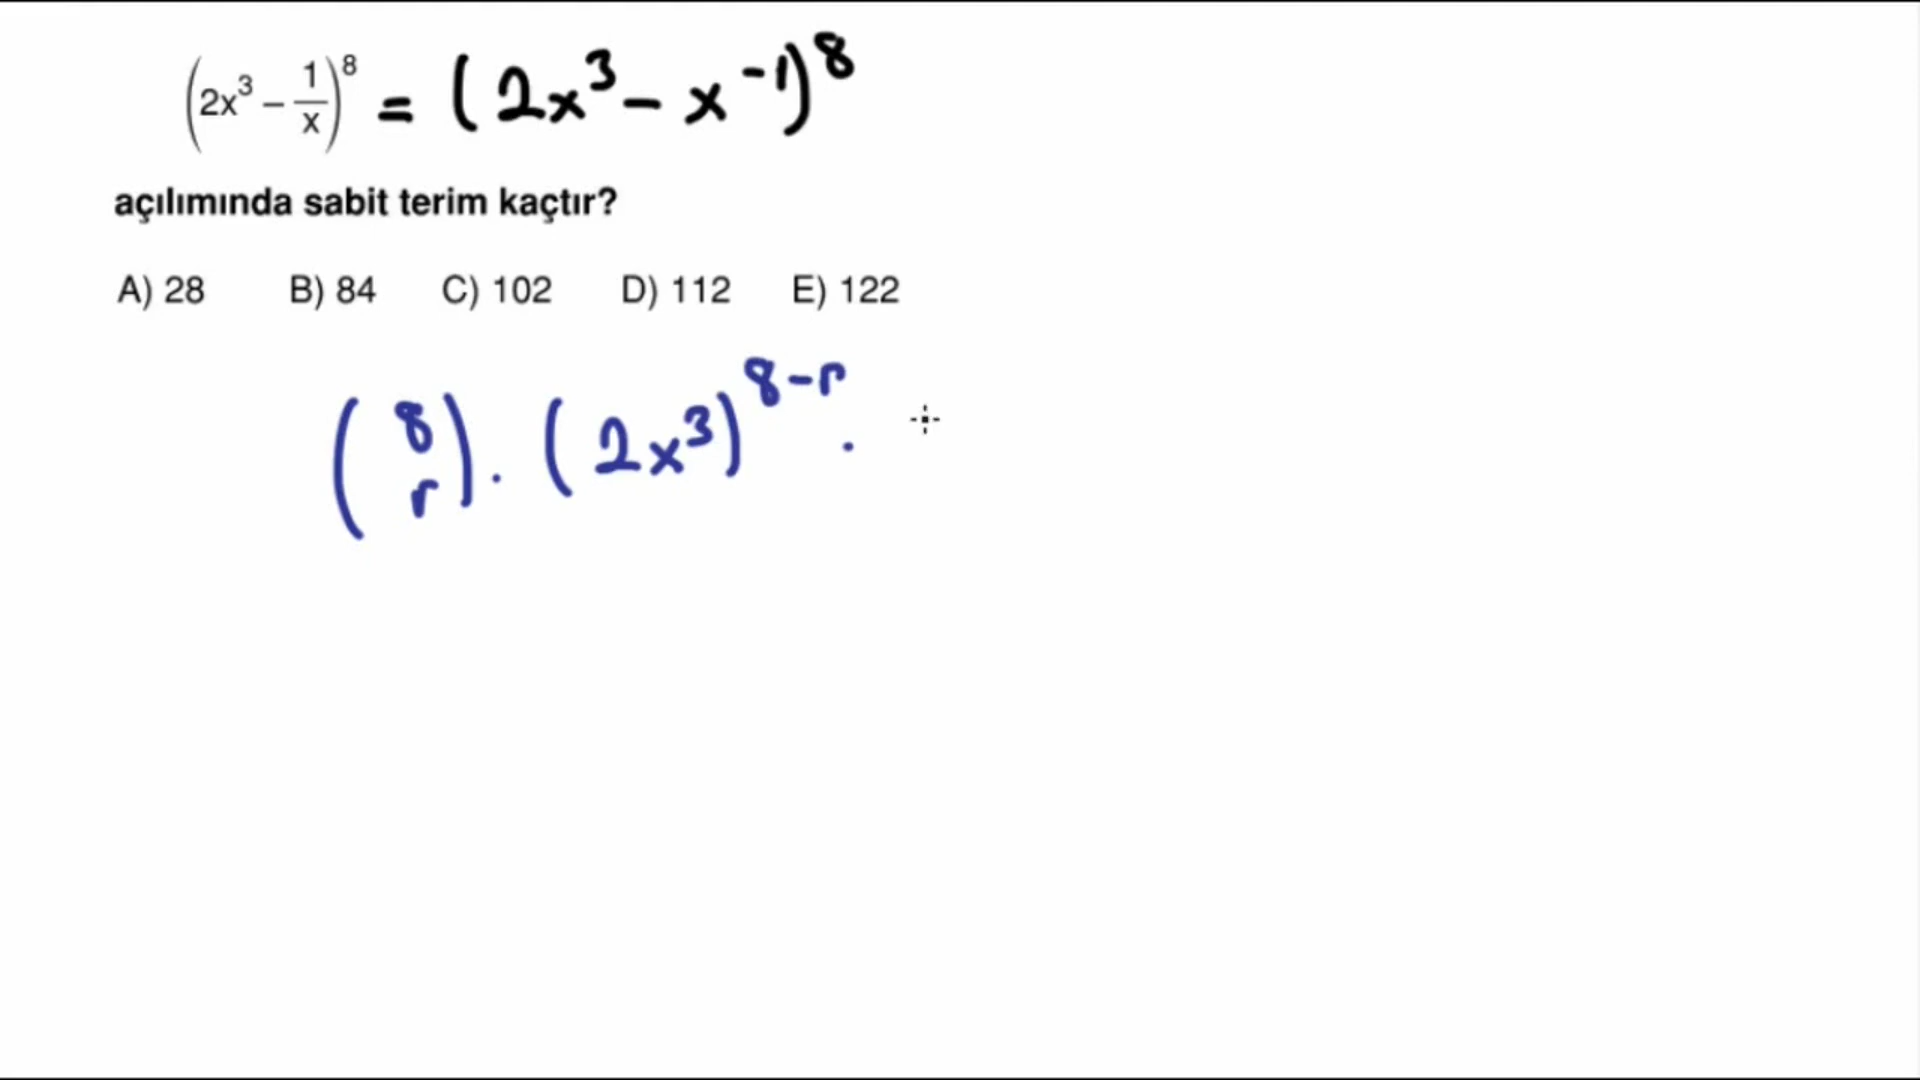 (2x³ − 1/x)⁸ = (2x³ − x⁻¹)⁸
açılımında sabit terim kaçtır?
A) 28 B) 84 C) 102 D) 112 E) 122
(8 r) . (2x³)⁸⁻ʳ .